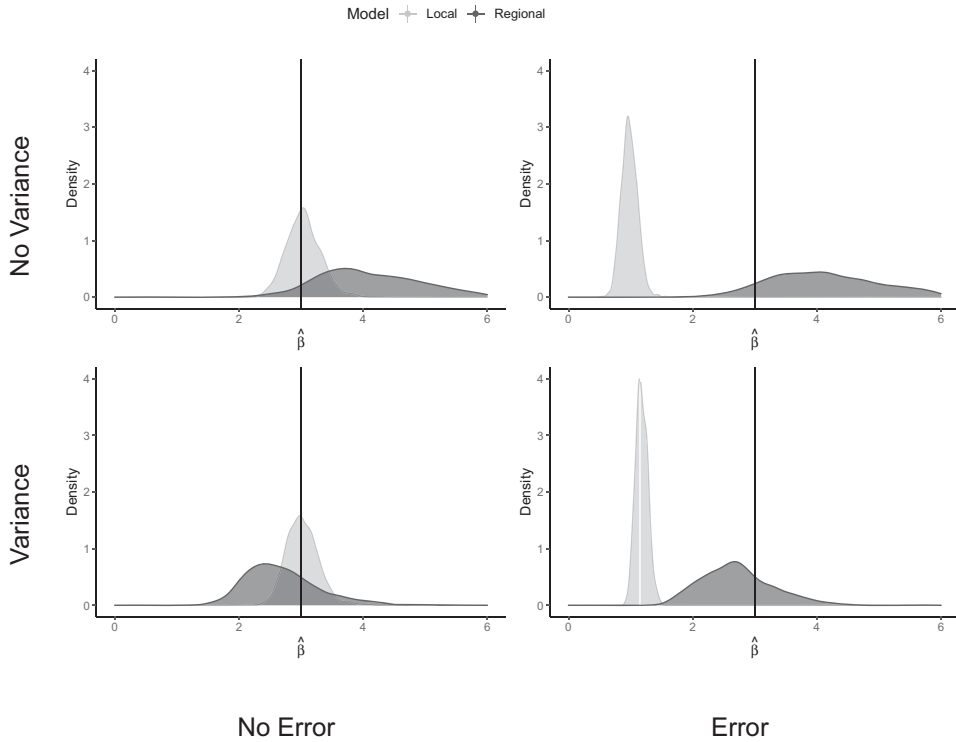 Model Local Regional
No Variance
Density
4
3
2
1
0
0 2 4 6
β̂
Density
4
3
2
1
0
0 2 4 6
β̂
Variance
Density
4
3
2
1
0
0 2 4 6
β̂
Density
4
3
2
1
0
0 2 4 6
β̂
No Error Error